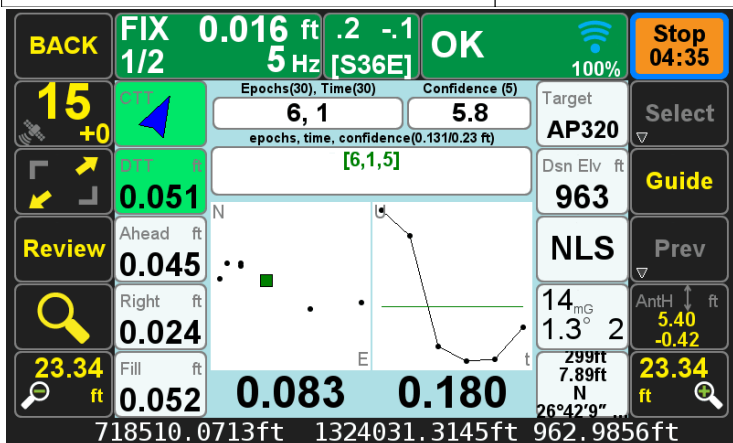 BACK
FIX 0.016 ft
1/2 5 Hz
.2 -.1
[S36E]
OK
100%
Stop
04:35
15
+0
CTT
Epochs(30), Time(30)
6, 1
Confidence (5)
5.8
epochs, time, confidence(0.131/0.23 ft)
[6,1,5]
Target
AP320
Select
DTT ft
0.051
Dsn Elv ft
963
Guide
Review
Ahead ft
0.045
N
U
E
t
NLS
Prev
Right ft
0.024
14mG
1.3° 2
AntH ft
5.40
-0.42
23.34
ft
Fill ft
0.052
0.083
0.180
299ft
7.89ft
N
26°42'9" ...
23.34
ft
718510.0713ft 1324031.3145ft 962.9856ft